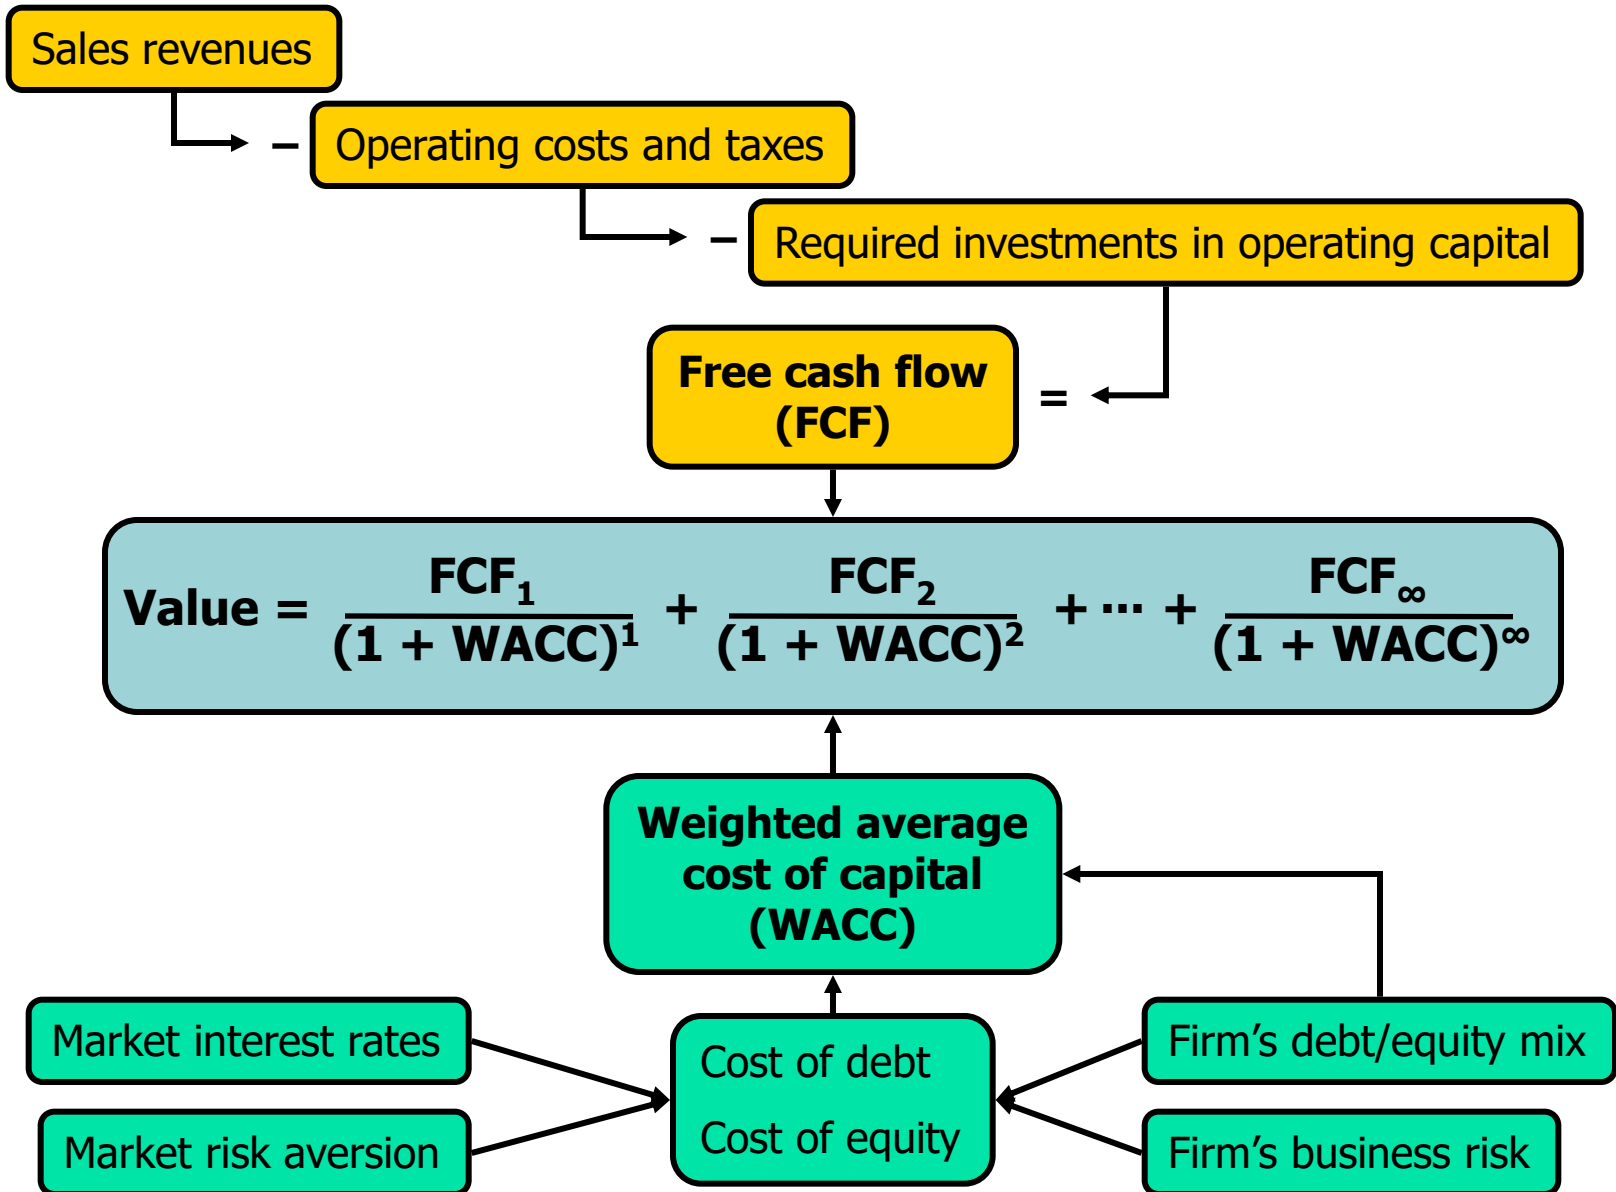 Sales revenues
– Operating costs and taxes
– Required investments in operating capital
Free cash flow
(FCF)
=
Value = FCF₁ / (1 + WACC)¹ + FCF₂ / (1 + WACC)² + ··· + FCF∞ / (1 + WACC)^∞
Weighted average
cost of capital
(WACC)
Market interest rates
Market risk aversion
Cost of debt
Cost of equity
Firm’s debt/equity mix
Firm’s business risk